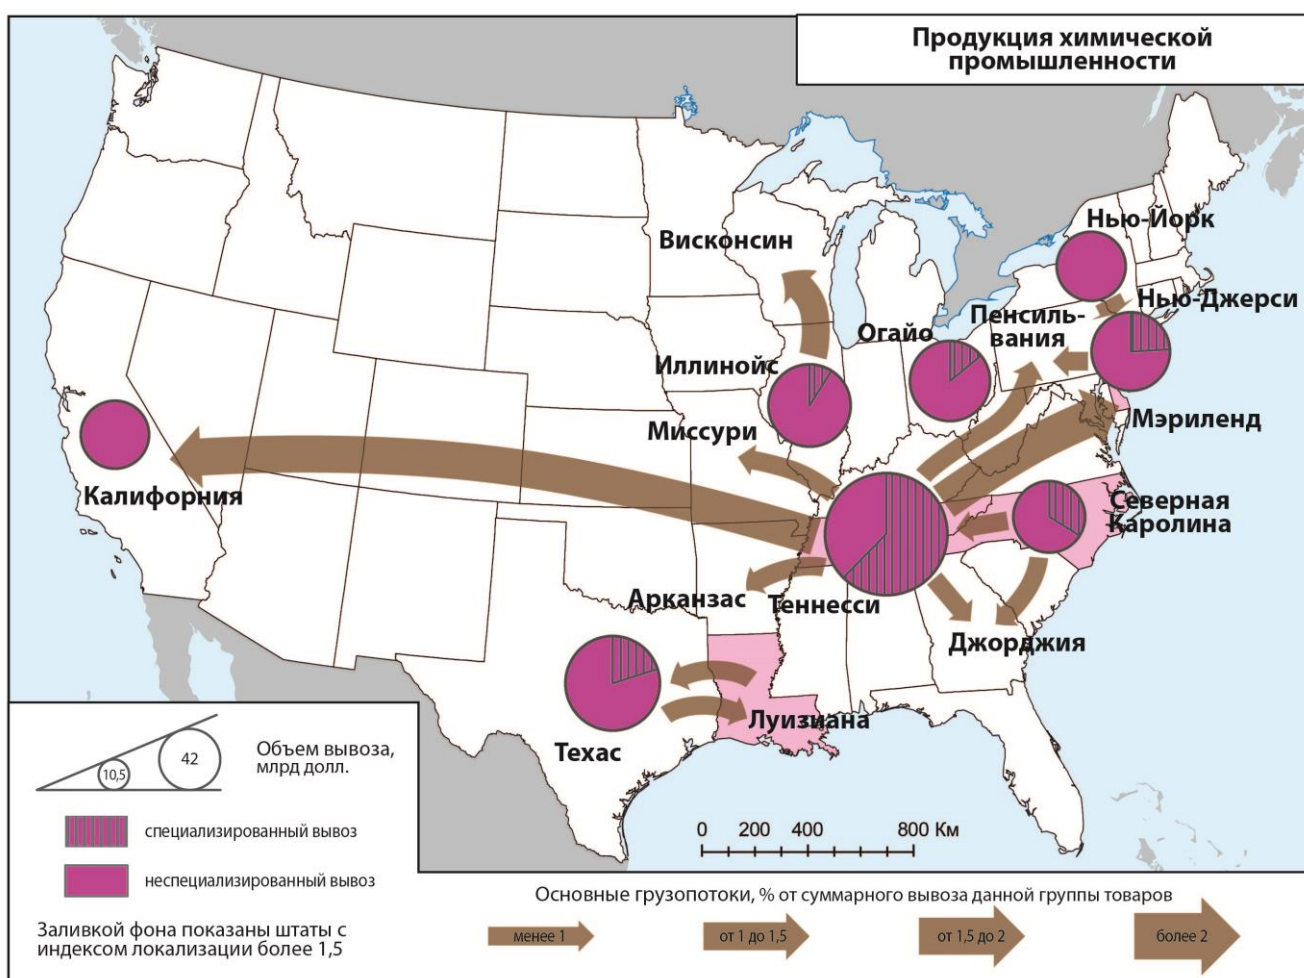 Продукция химической
промышленности
Нью-Йорк
Висконсин
Нью-Джерси
Пенсиль-
вания
Огайо
Иллинойс
Мэриленд
Миссури
Калифорния
Северная
Каролина
Арканзас
Теннесси
Джорджия
Луизиана
Техас
10,5
42
Объем вывоза,
млрд долл.
специализированный вывоз
неспециализированный вывоз
Заливкой фона показаны штаты с
индексом локализации более 1,5
0 200 400 800 Км
Основные грузопотоки, % от суммарного вывоза данной группы товаров
менее 1
от 1 до 1,5
от 1,5 до 2
более 2